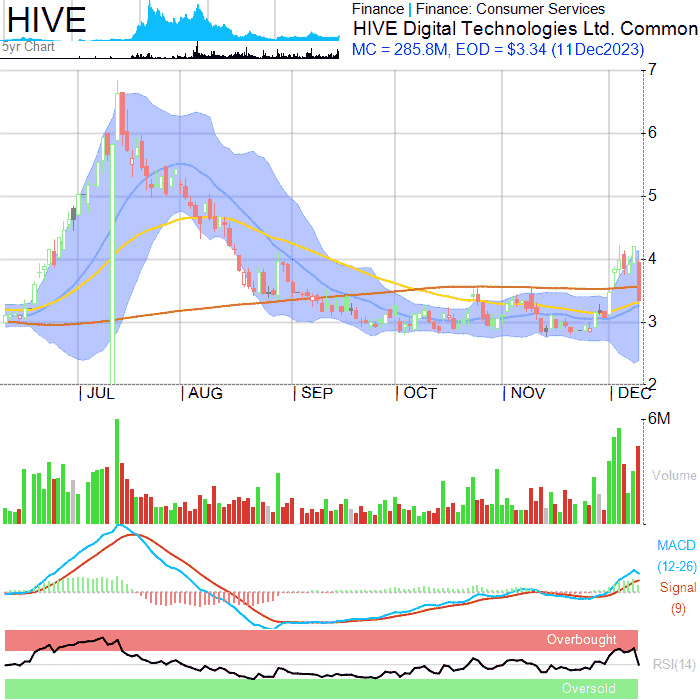 HIVE
Finance | Finance: Consumer Services
HIVE Digital Technologies Ltd. Common
MC = 285.8M, EOD = $3.34 (11Dec2023)
5yr Chart
7
6
5
4
3
2
| JUL
| AUG
| SEP
| OCT
| NOV
| DEC
6M
Volume
MACD
(12-26)
Signal
(9)
Overbought
RSI(14)
Oversold